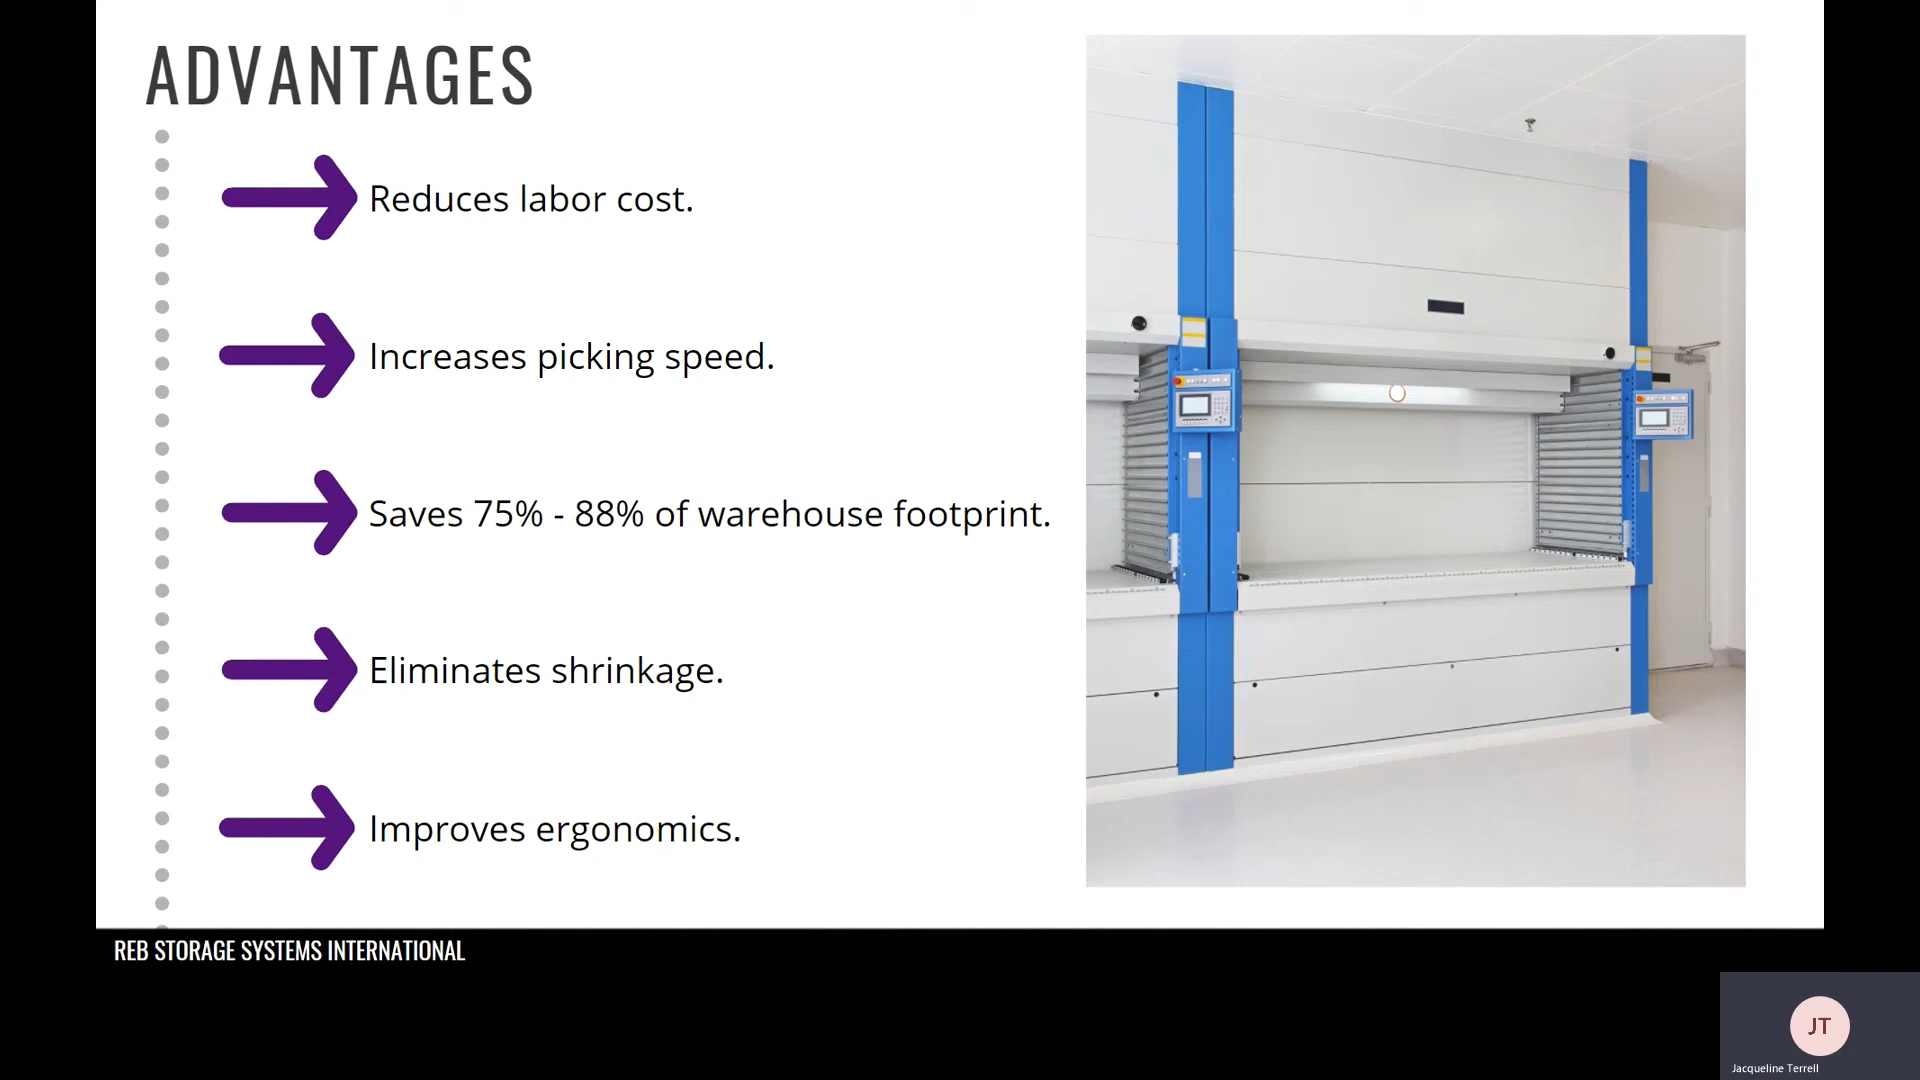 ADVANTAGES
Reduces labor cost.
Increases picking speed.
Saves 75% - 88% of warehouse footprint.
Eliminates shrinkage.
Improves ergonomics.
REB STORAGE SYSTEMS INTERNATIONAL
JT
Jacqueline Terrell